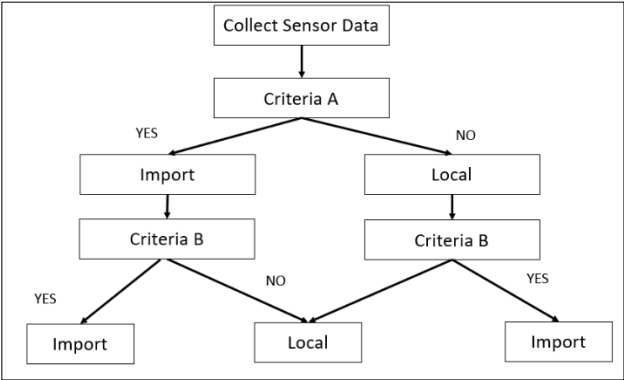 Collect Sensor Data
Criteria A
YES
NO
Import
Local
Criteria B
Criteria B
YES
NO
YES
Import
Local
Import